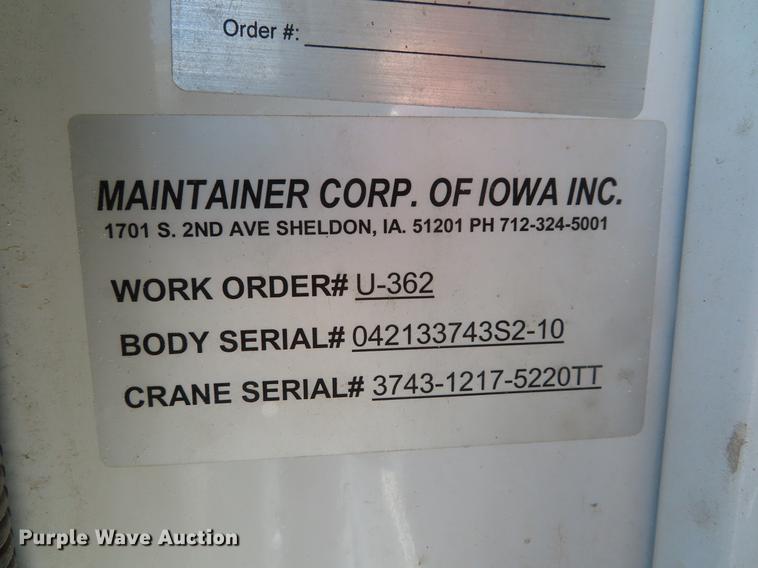 Order #:
MAINTAINER CORP. OF IOWA INC.
1701 S. 2ND AVE SHELDON, IA. 51201 PH 712-324-5001
WORK ORDER# U-362
BODY SERIAL# 042133743S2-10
CRANE SERIAL# 3743-1217-5220TT
Purple Wave Auction